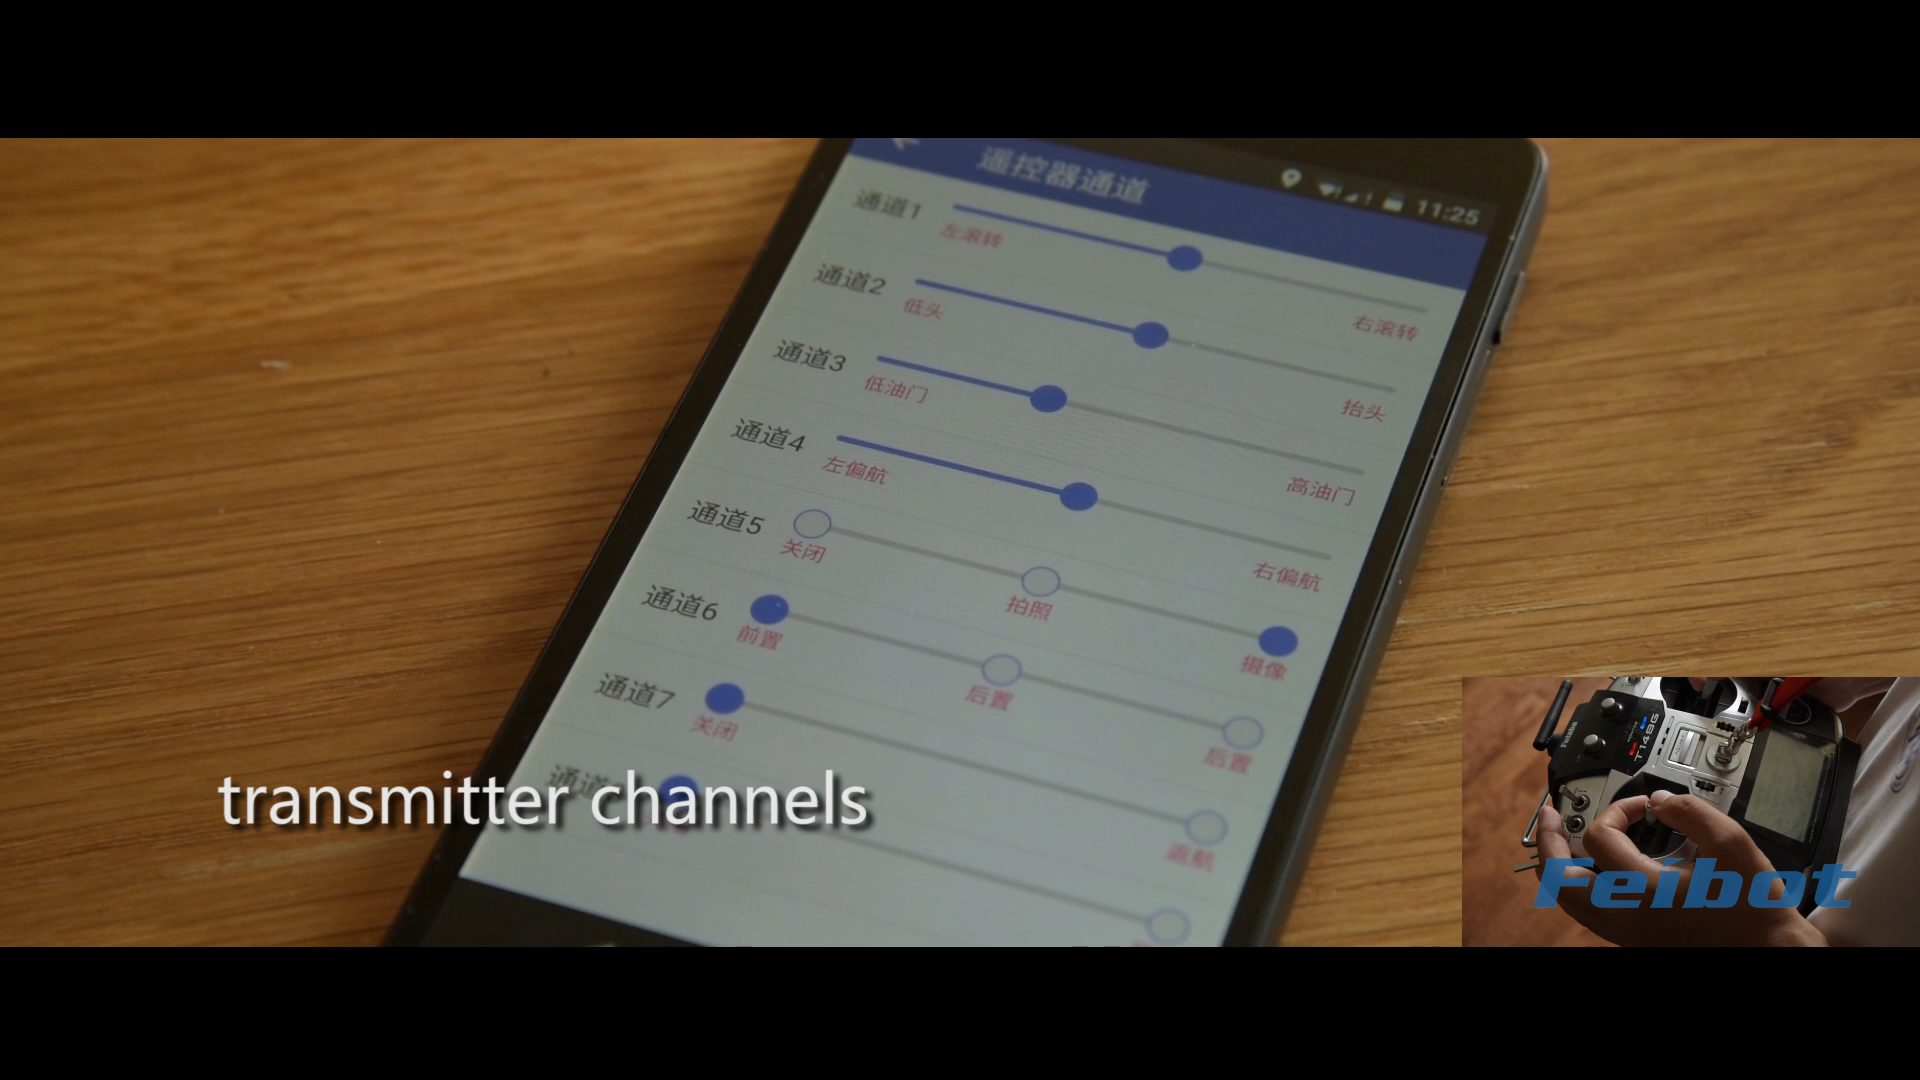 11:25
遥控器通道
通道1
左滚转
右滚转
通道2
低头
抬头
通道3
低油门
高油门
通道4
左偏航
右偏航
通道5
关闭
拍照
摄像
通道6
前置
后置
后置
通道7
关闭
返航
通道
transmitter channels
Futaba
T14SG
Feibot